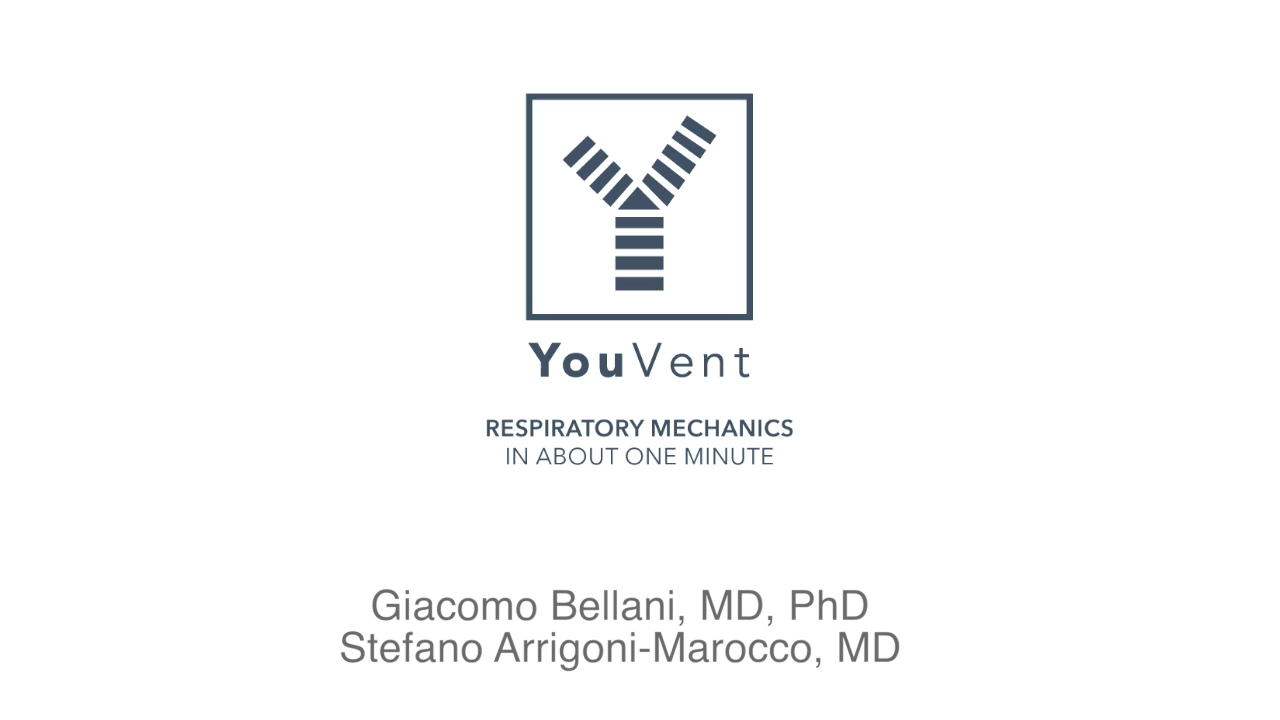 YouVent
RESPIRATORY MECHANICS
IN ABOUT ONE MINUTE
Giacomo Bellani, MD, PhD
Stefano Arrigoni-Marocco, MD